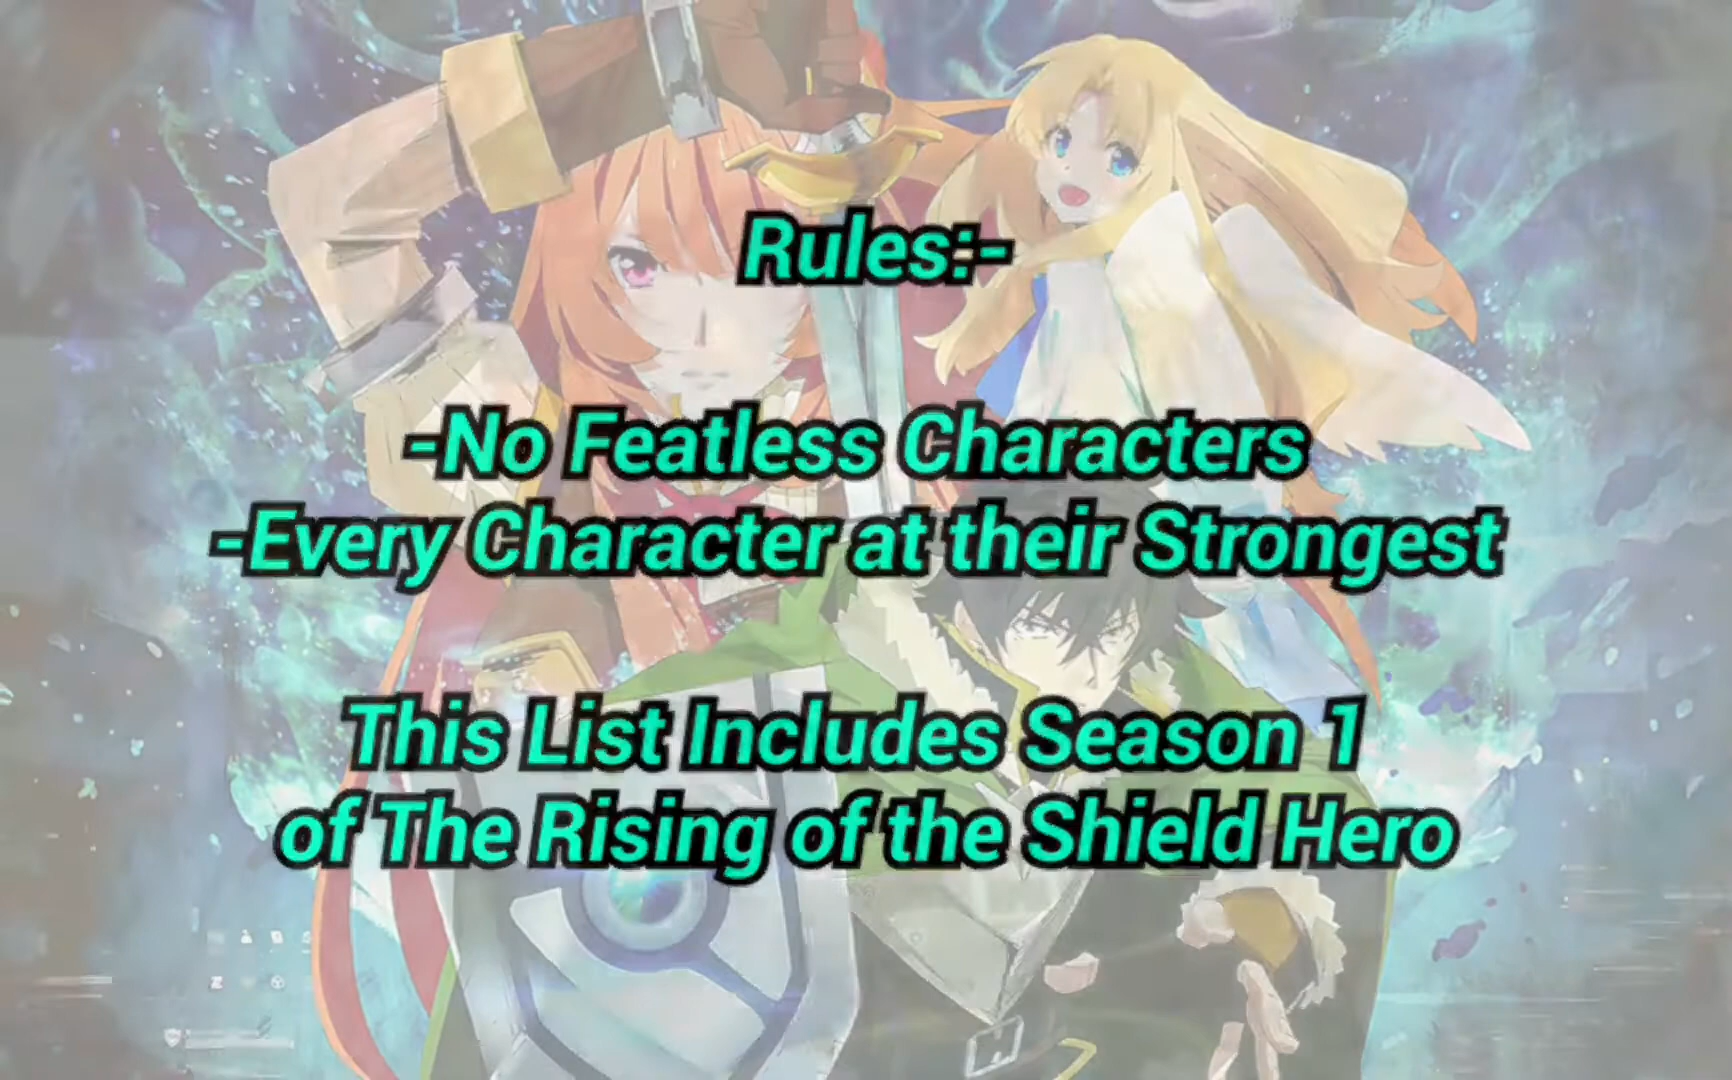 Rules:-
-No Featless Characters
-Every Character at their Strongest
This List Includes Season 1
of The Rising of the Shield Hero